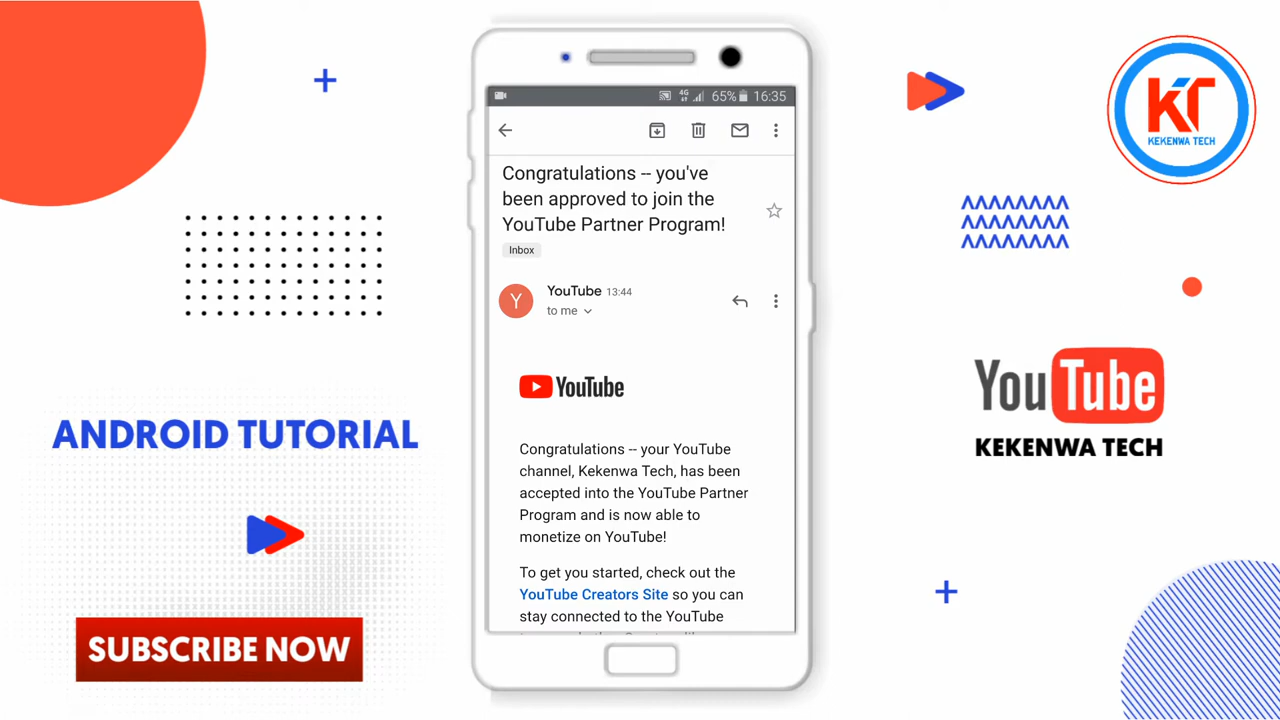 4G
65%
16:35
KT
KEKENWA TECH
Congratulations -- you've
been approved to join the
YouTube Partner Program!
Inbox
Y
YouTube 13:44
to me
YouTube
Congratulations -- your YouTube
channel, Kekenwa Tech, has been
accepted into the YouTube Partner
Program and is now able to
monetize on YouTube!
To get you started, check out the
YouTube Creators Site so you can
stay connected to the YouTube
ANDROID TUTORIAL
SUBSCRIBE NOW
YouTube
KEKENWA TECH